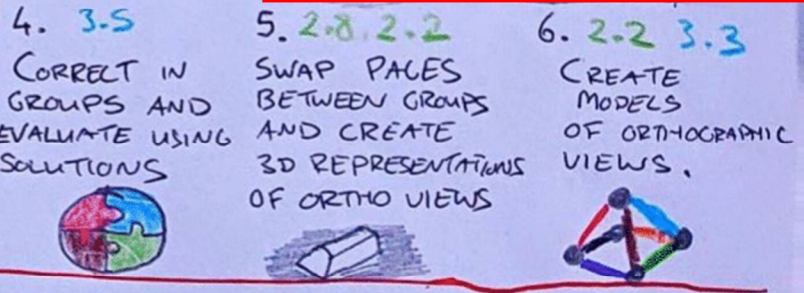 4. 3.5
CORRECT IN
GROUPS AND
EVALUATE USING
SOLUTIONS
5. 2.8, 2.2
SWAP PAGES
BETWEEN GROUPS
AND CREATE
3D REPRESENTATIONS
OF ORTHO VIEWS
6. 2.2 3.3
CREATE
MODELS
OF ORTHOGRAPHIC
VIEWS.